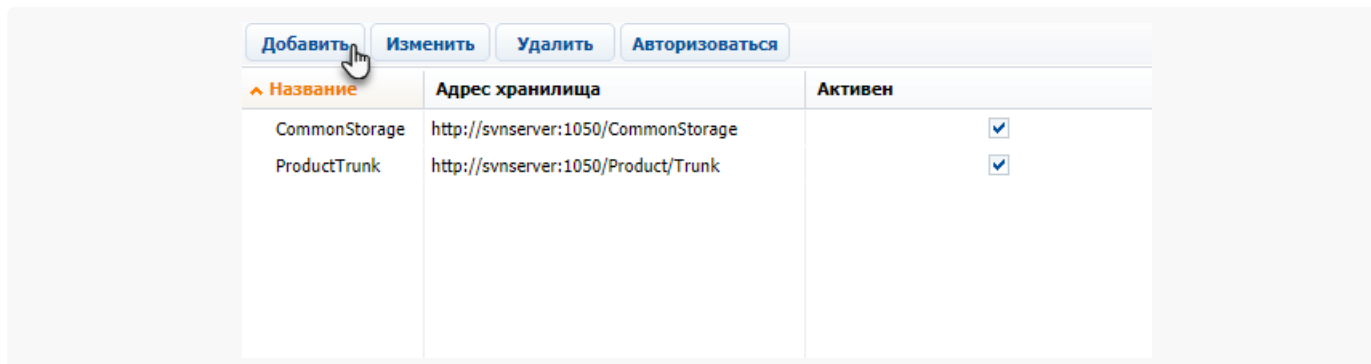 Добавить Изменить Удалить Авторизоваться
Название Адрес хранилища Активен
CommonStorage http://svnserver:1050/CommonStorage
ProductTrunk http://svnserver:1050/Product/Trunk